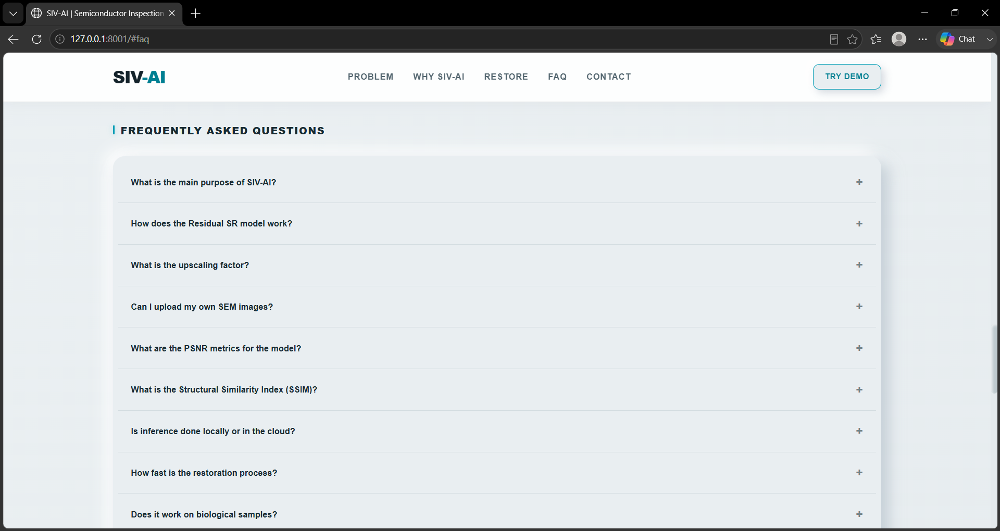 SIV-AI | Semiconductor Inspection
127.0.0.1:8001/#faq
Chat
SIV-AI
PROBLEM
WHY SIV-AI
RESTORE
FAQ
CONTACT
TRY DEMO
FREQUENTLY ASKED QUESTIONS
What is the main purpose of SIV-AI?
+
How does the Residual SR model work?
+
What is the upscaling factor?
+
Can I upload my own SEM images?
+
What are the PSNR metrics for the model?
+
What is the Structural Similarity Index (SSIM)?
+
Is inference done locally or in the cloud?
+
How fast is the restoration process?
+
Does it work on biological samples?
+